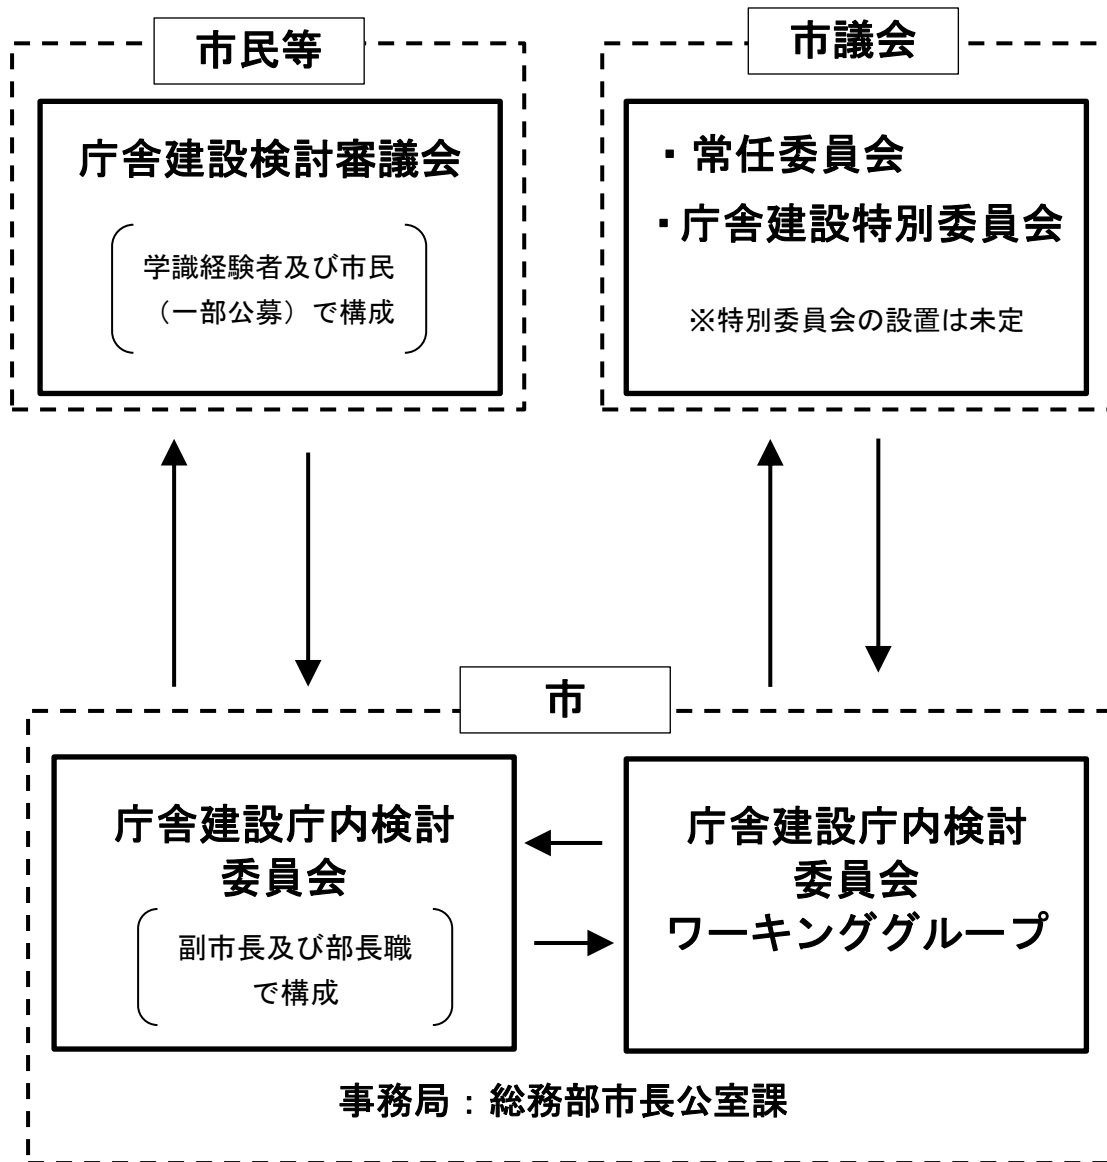 市民等
庁舎建設検討審議会
学識経験者及び市民
（一部公募）で構成
市議会
・常任委員会
・庁舎建設特別委員会
※特別委員会の設置は未定
市
庁舎建設庁内検討
委員会
副市長及び部長職
で構成
庁舎建設庁内検討
委員会
ワーキンググループ
事務局：総務部市長公室課